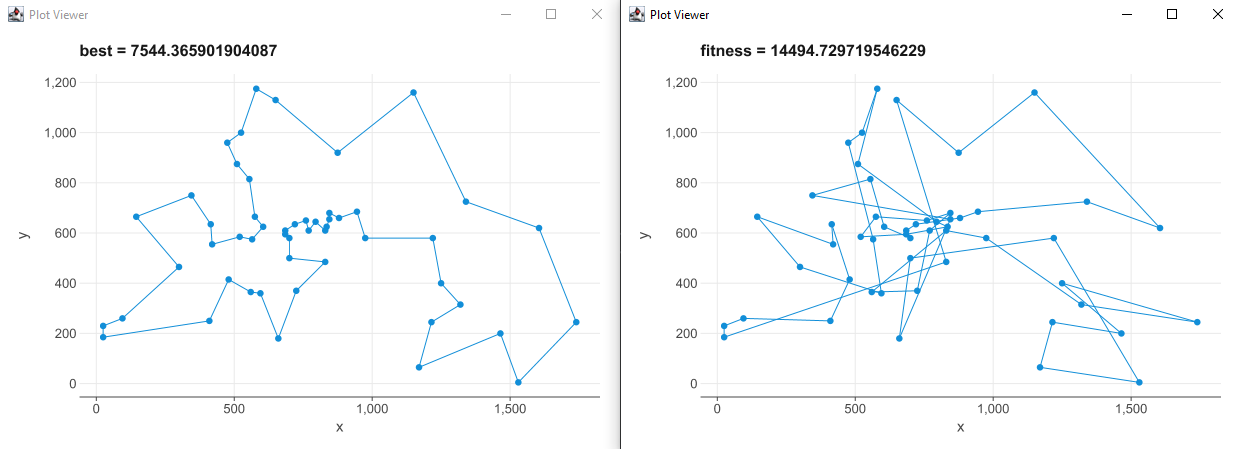 Plot Viewer
best = 7544.365901904087
1,200
1,000
800
600
400
200
0
y
0 500 1,000 1,500
x
Plot Viewer
fitness = 14494.729719546229
1,200
1,000
800
600
400
200
0
y
0 500 1,000 1,500
x